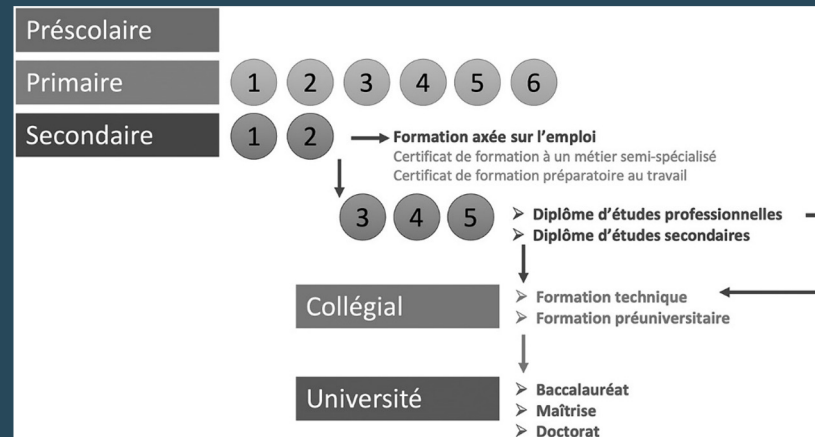 Préscolaire
Primaire 1 2 3 4 5 6
Secondaire 1 2 Formation axée sur l'emploi
Certificat de formation à un métier semi-spécialisé
Certificat de formation préparatoire au travail
3 4 5 Diplôme d'études professionnelles
Diplôme d'études secondaires
Collégial
Formation technique
Formation préuniversitaire
Université
Baccalauréat
Maîtrise
Doctorat